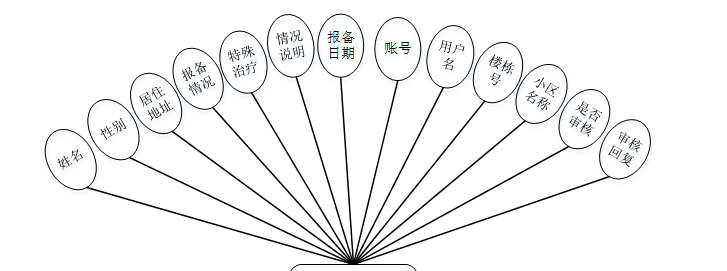 姓名
性别
居住
地址
报备
情况
特殊
治疗
情况
说明
报备
日期
账号
用户
名
楼栋
号
小区
名称
是否
审核
审核
回复